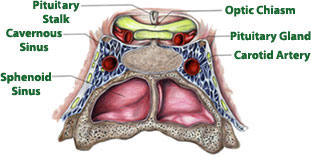 Pituitary
Stalk
Cavernous
Sinus
Sphenoid
Sinus
Optic Chiasm
Pituitary Gland
Carotid Artery